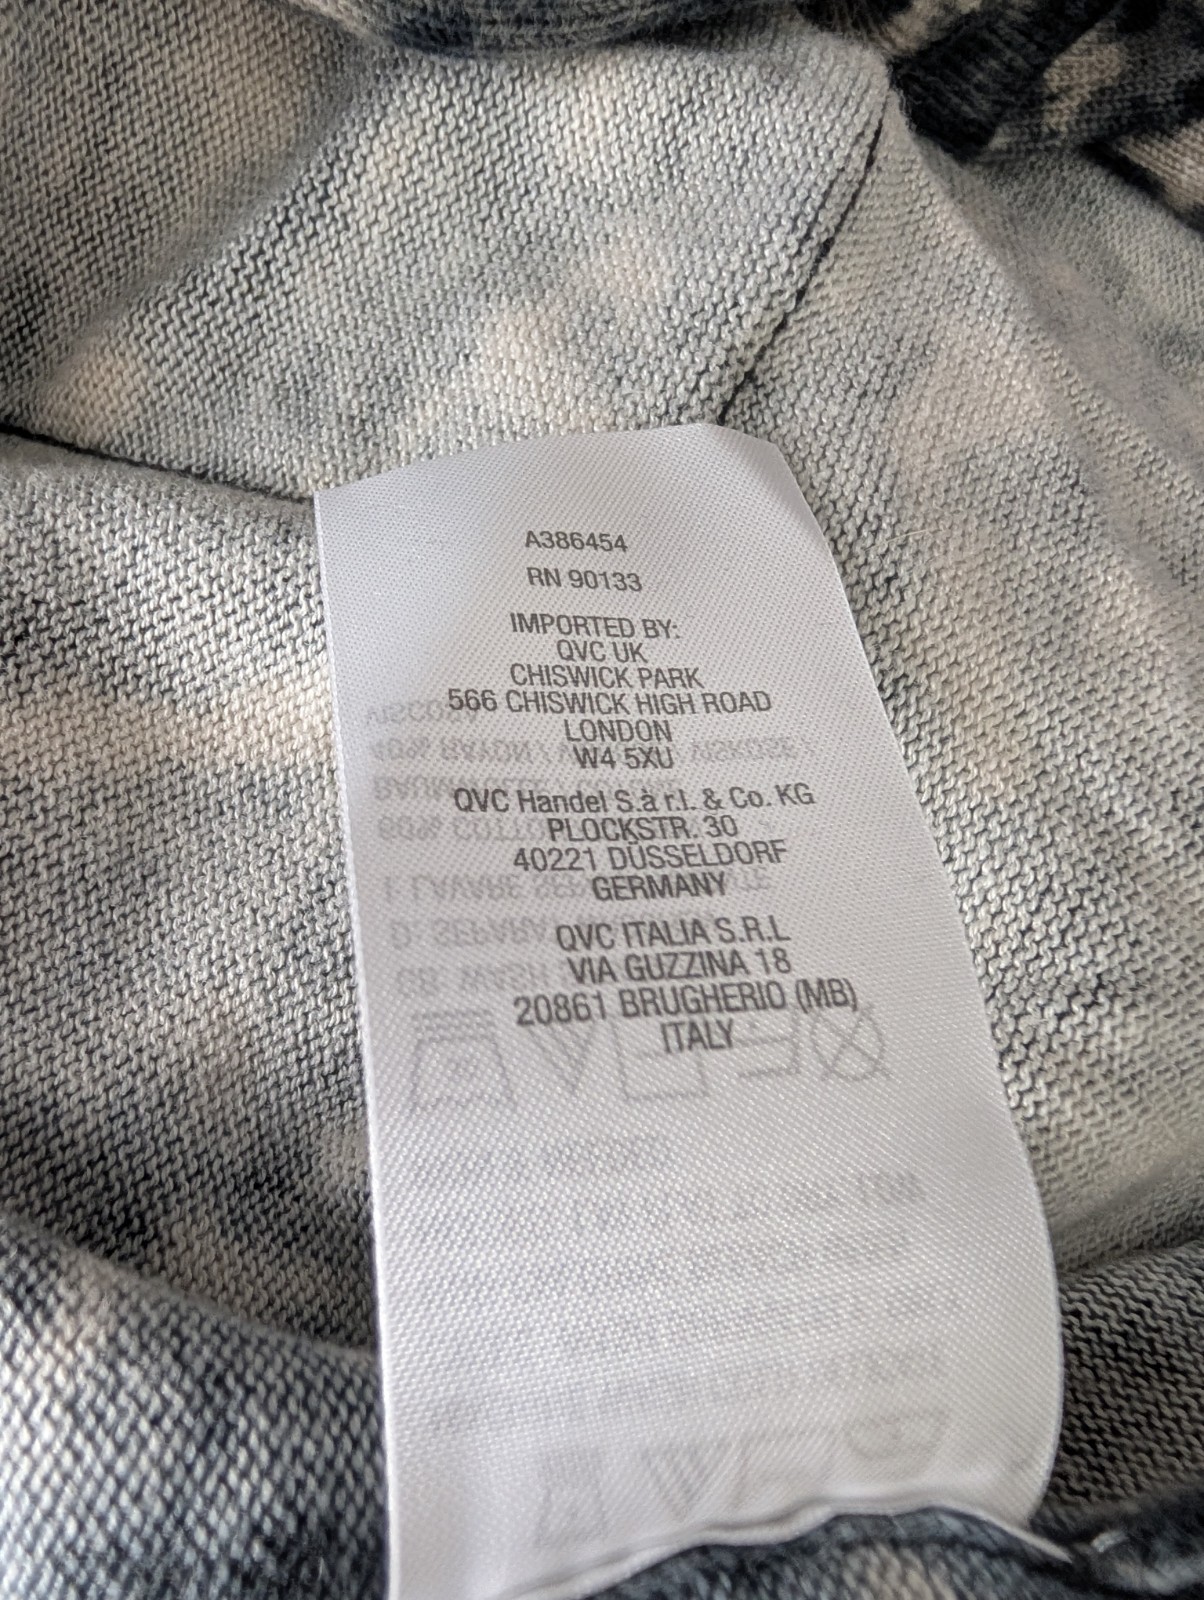 A386454
RN 90133
IMPORTED BY:
QVC UK
CHISWICK PARK
566 CHISWICK HIGH ROAD
LONDON
W4 5XU
QVC Handel S.à r.l. & Co. KG
PLOCKSTR. 30
40221 DÜSSELDORF
GERMANY
QVC ITALIA S.R.L
VIA GUZZINA 18
20861 BRUGHERIO (MB)
ITALY